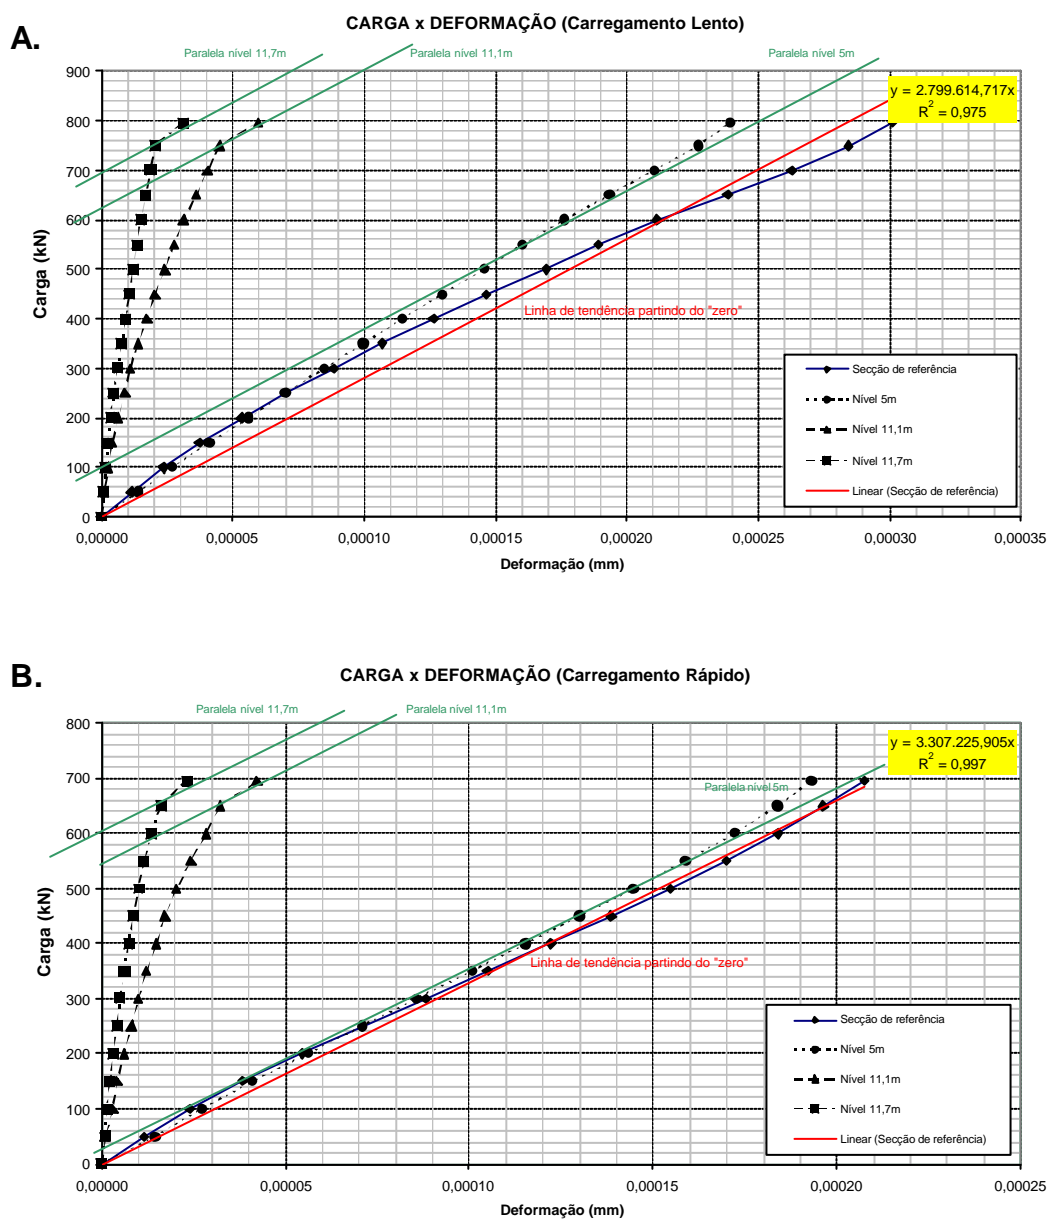 A.
CARGA x DEFORMAÇÃO (Carregamento Lento)
Paralela nível 11,7m
Paralela nível 11,1m
Paralela nível 5m
y = 2.799.614,717x
R² = 0,975
900
800
700
600
500
400
300
200
100
0
Carga (kN)
Linha de tendência partindo do "zero"
Secção de referência
Nível 5m
Nível 11,1m
Nível 11,7m
Linear (Secção de referência)
0,00000 0,00005 0,00010 0,00015 0,00020 0,00025 0,00030 0,00035
Deformação (mm)
B.
CARGA x DEFORMAÇÃO (Carregamento Rápido)
Paralela nível 11,7m
Paralela nível 11,1m
Paralela nível 5m
y = 3.307.225,905x
R² = 0,997
800
700
600
500
400
300
200
100
0
Carga (kN)
Linha de tendência partindo do "zero"
Secção de referência
Nível 5m
Nível 11,1m
Nível 11,7m
Linear (Secção de referência)
0,00000 0,00005 0,00010 0,00015 0,00020 0,00025
Deformação (mm)